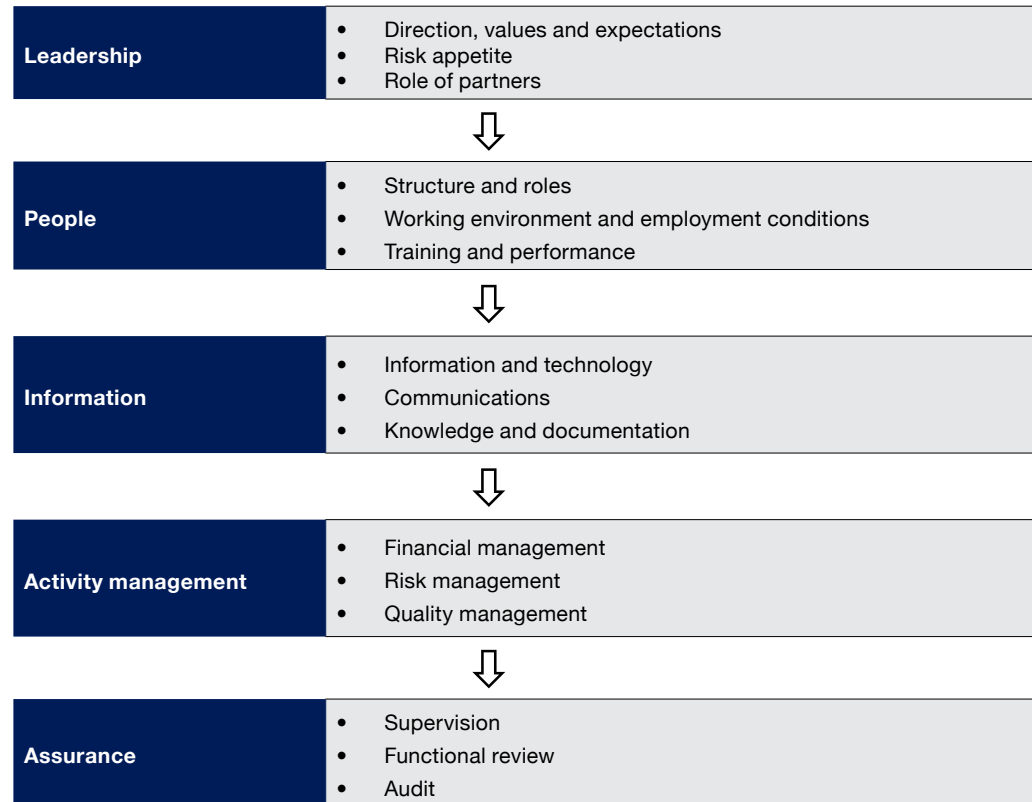 Leadership
• Direction, values and expectations
• Risk appetite
• Role of partners
People
• Structure and roles
• Working environment and employment conditions
• Training and performance
Information
• Information and technology
• Communications
• Knowledge and documentation
Activity management
• Financial management
• Risk management
• Quality management
Assurance
• Supervision
• Functional review
• Audit